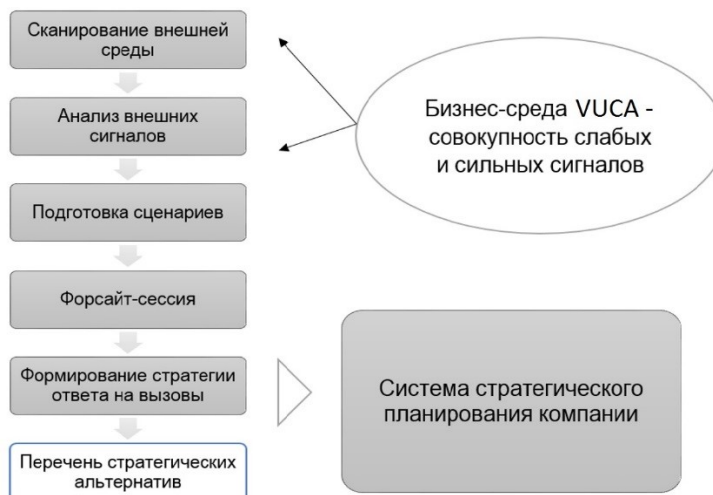 Сканирование внешней
среды
Анализ внешних
сигналов
Подготовка сценариев
Форсайт-сессия
Формирование стратегии
ответа на вызовы
Перечень стратегических
альтернатив
Бизнес-среда VUCA -
совокупность слабых
и сильных сигналов
Система стратегического
планирования компании